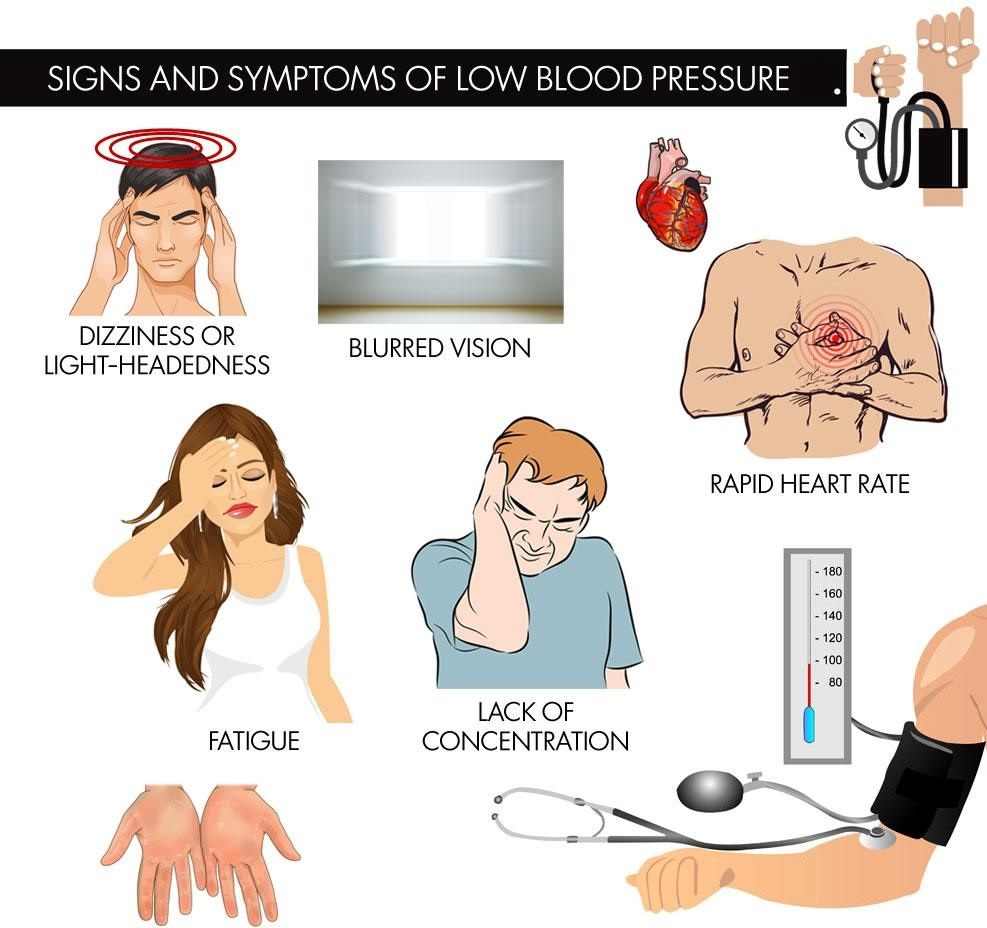 SIGNS AND SYMPTOMS OF LOW BLOOD PRESSURE
DIZZINESS OR
LIGHT-HEADEDNESS
BLURRED VISION
RAPID HEART RATE
FATIGUE
LACK OF
CONCENTRATION
- 180
- 160
- 140
- 120
- 100
- 80